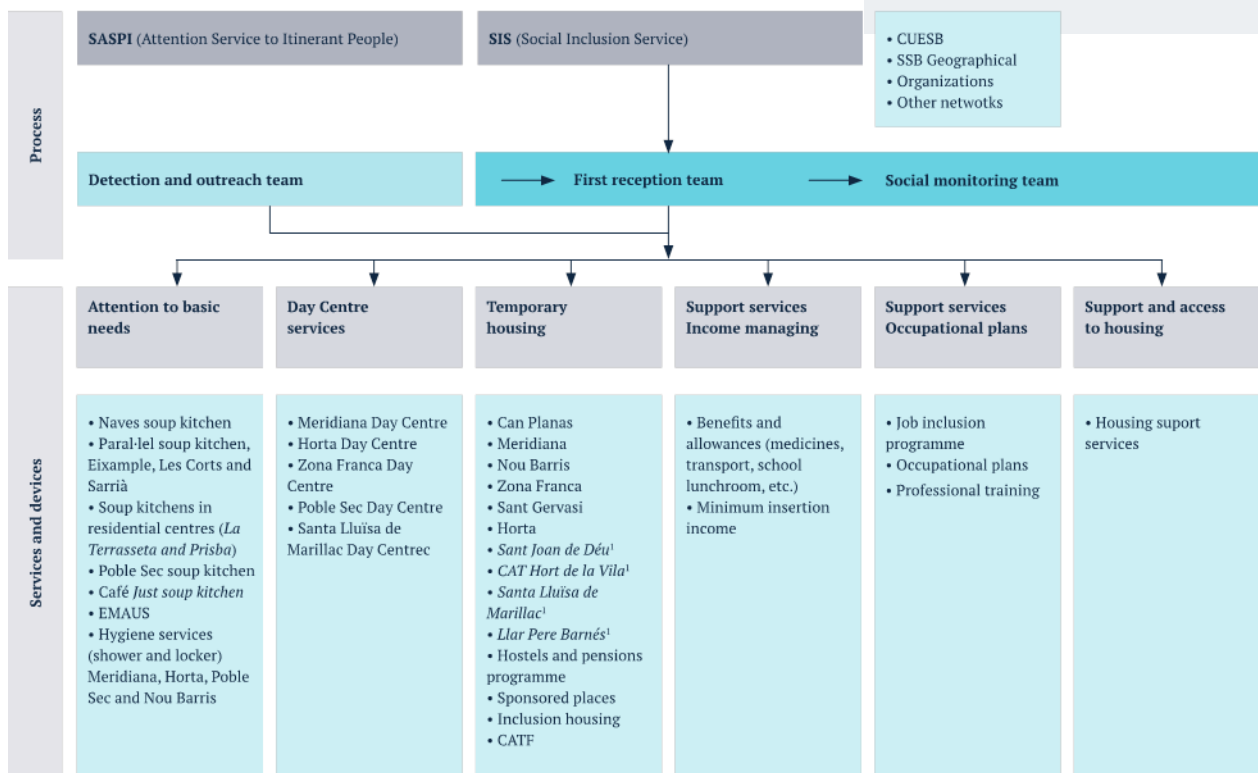 Process
SASPI (Attention Service to Itinerant People)
SIS (Social Inclusion Service)
• CUESB
• SSB Geographical
• Organizations
• Other netwotks
Detection and outreach team
First reception team
Social monitoring team
Services and devices
Attention to basic
needs
• Naves soup kitchen
• Paral·lel soup kitchen,
Eixample, Les Corts and
Sarrià
• Soup kitchens in
residential centres (La
Terrasseta and Prisba)
• Poble Sec soup kitchen
• Café Just soup kitchen
• EMAUS
• Hygiene services
(shower and locker)
Meridiana, Horta, Poble
Sec and Nou Barris
Day Centre
services
• Meridiana Day Centre
• Horta Day Centre
• Zona Franca Day
Centre
• Poble Sec Day Centre
• Santa Lluïsa de
Marillac Day Centrec
Temporary
housing
• Can Planas
• Meridiana
• Nou Barris
• Zona Franca
• Sant Gervasi
• Horta
• Sant Joan de Déu¹
• CAT Hort de la Vila¹
• Santa Lluïsa de
Marillac¹
• Llar Pere Barnés¹
• Hostels and pensions
programme
• Sponsored places
• Inclusion housing
• CATF
Support services
Income managing
• Benefits and
allowances (medicines,
transport, school
lunchroom, etc.)
• Minimum insertion
income
Support services
Occupational plans
• Job inclusion
programme
• Occupational plans
• Professional training
Support and access
to housing
• Housing suport
services